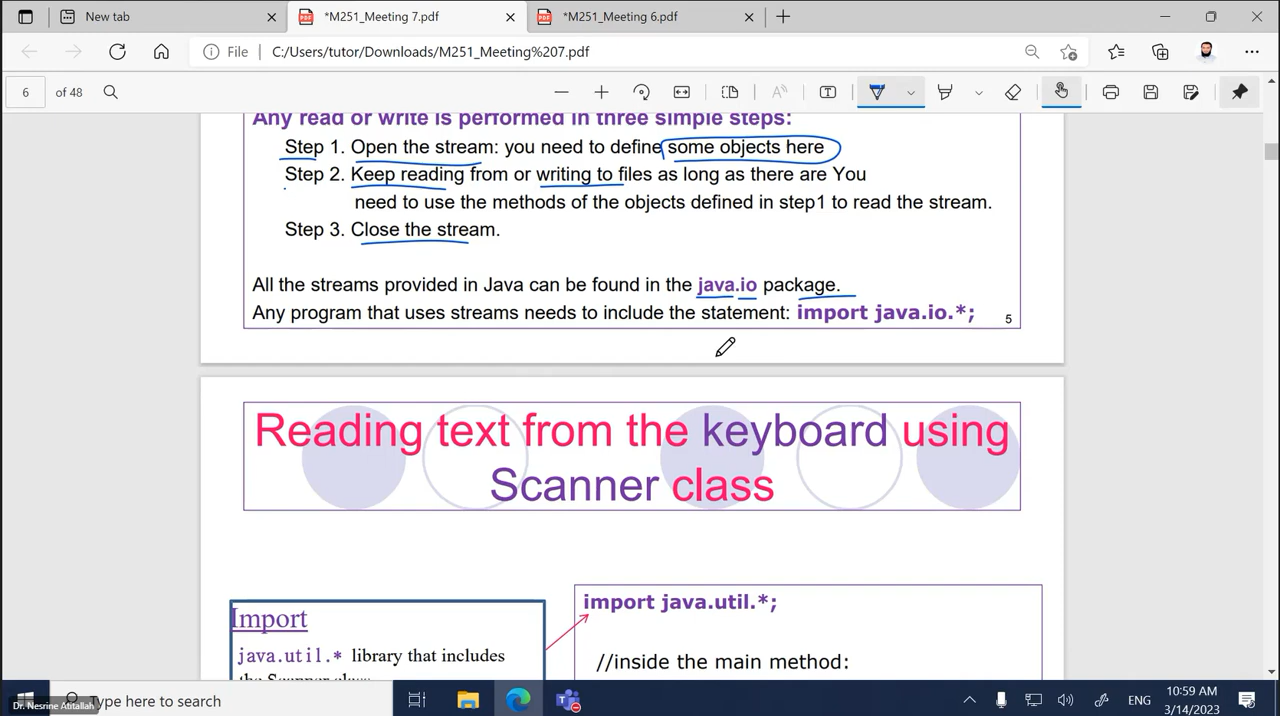 New tab
*M251_Meeting 7.pdf
*M251_Meeting 6.pdf
File
C:/Users/tutor/Downloads/M251_Meeting%207.pdf
6 of 48
Any read or write is performed in three simple steps:
Step 1. Open the stream: you need to define some objects here
Step 2. Keep reading from or writing to files as long as there are You
need to use the methods of the objects defined in step1 to read the stream.
Step 3. Close the stream.
All the streams provided in Java can be found in the java.io package.
Any program that uses streams needs to include the statement: import java.io.*;
5
Reading text from the keyboard using
Scanner class
Import
java.util.* library that includes
the Scanner class
import java.util.*;
//inside the main method:
Type here to search
Dr. Nesrine Atitallah
ENG
10:59 AM
3/14/2023